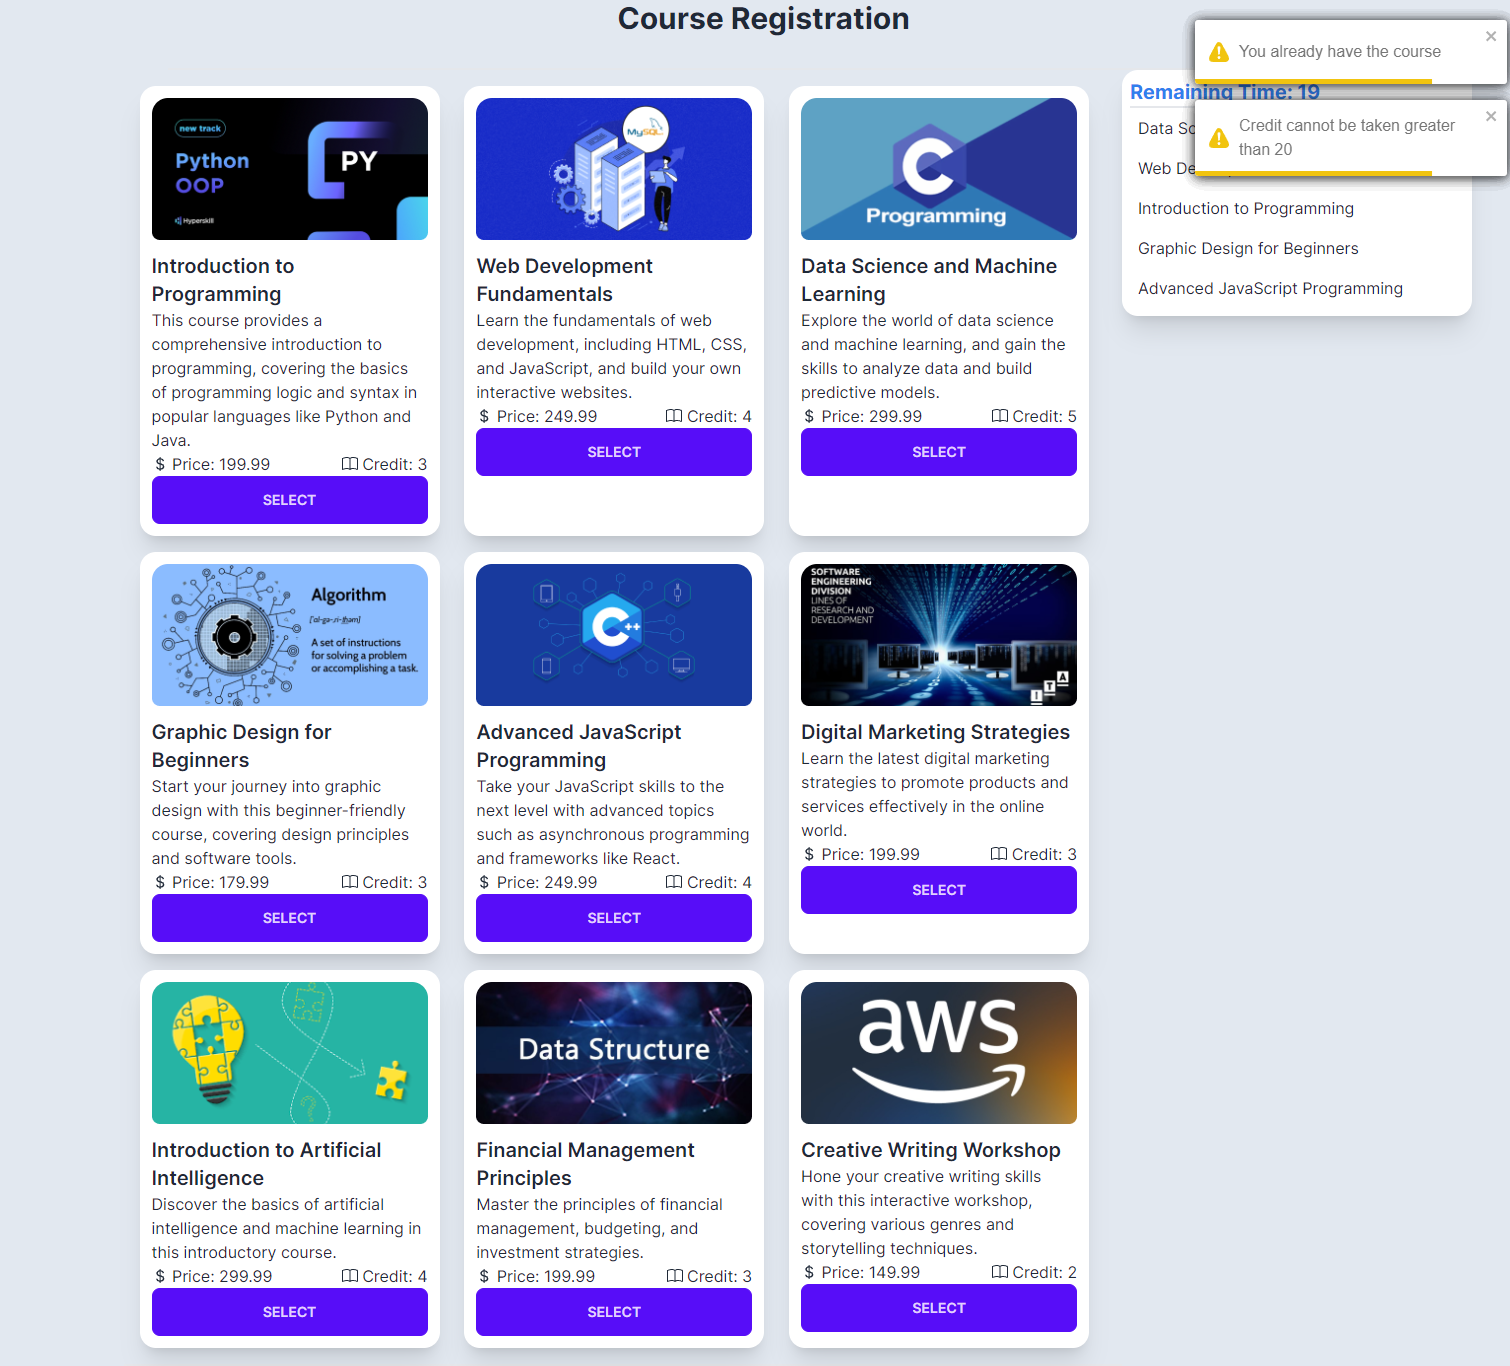 Course Registration
You already have the course
Remaining Time: 19
Credit cannot be taken greater
than 20
Data Sc
Web De
Introduction to Programming
Graphic Design for Beginners
Advanced JavaScript Programming
new track
Python
OOP
PY
Hyperskill
Introduction to
Programming
This course provides a
comprehensive introduction to
programming, covering the basics
of programming logic and syntax in
popular languages like Python and
Java.
$ Price: 199.99 Credit: 3
SELECT
MySQL
Web Development
Fundamentals
Learn the fundamentals of web
development, including HTML, CSS,
and JavaScript, and build your own
interactive websites.
$ Price: 249.99 Credit: 4
SELECT
C
Programming
Data Science and Machine
Learning
Explore the world of data science
and machine learning, and gain the
skills to analyze data and build
predictive models.
$ Price: 299.99 Credit: 5
SELECT
Algorithm
['al-gə-ri-thəm]
A set of instructions
for solving a problem
or accomplishing a task.
Graphic Design for
Beginners
Start your journey into graphic
design with this beginner-friendly
course, covering design principles
and software tools.
$ Price: 179.99 Credit: 3
SELECT
C++
Advanced JavaScript
Programming
Take your JavaScript skills to the
next level with advanced topics
such as asynchronous programming
and frameworks like React.
$ Price: 249.99 Credit: 4
SELECT
SOFTWARE
ENGINEERING
DIVISION
LINES OF
RESEARCH AND
DEVELOPMENT
ITA
Digital Marketing Strategies
Learn the latest digital marketing
strategies to promote products and
services effectively in the online
world.
$ Price: 199.99 Credit: 3
SELECT
Introduction to Artificial
Intelligence
Discover the basics of artificial
intelligence and machine learning in
this introductory course.
$ Price: 299.99 Credit: 4
SELECT
Data Structure
Financial Management
Principles
Master the principles of financial
management, budgeting, and
investment strategies.
$ Price: 199.99 Credit: 3
SELECT
aws
Creative Writing Workshop
Hone your creative writing skills
with this interactive workshop,
covering various genres and
storytelling techniques.
$ Price: 149.99 Credit: 2
SELECT